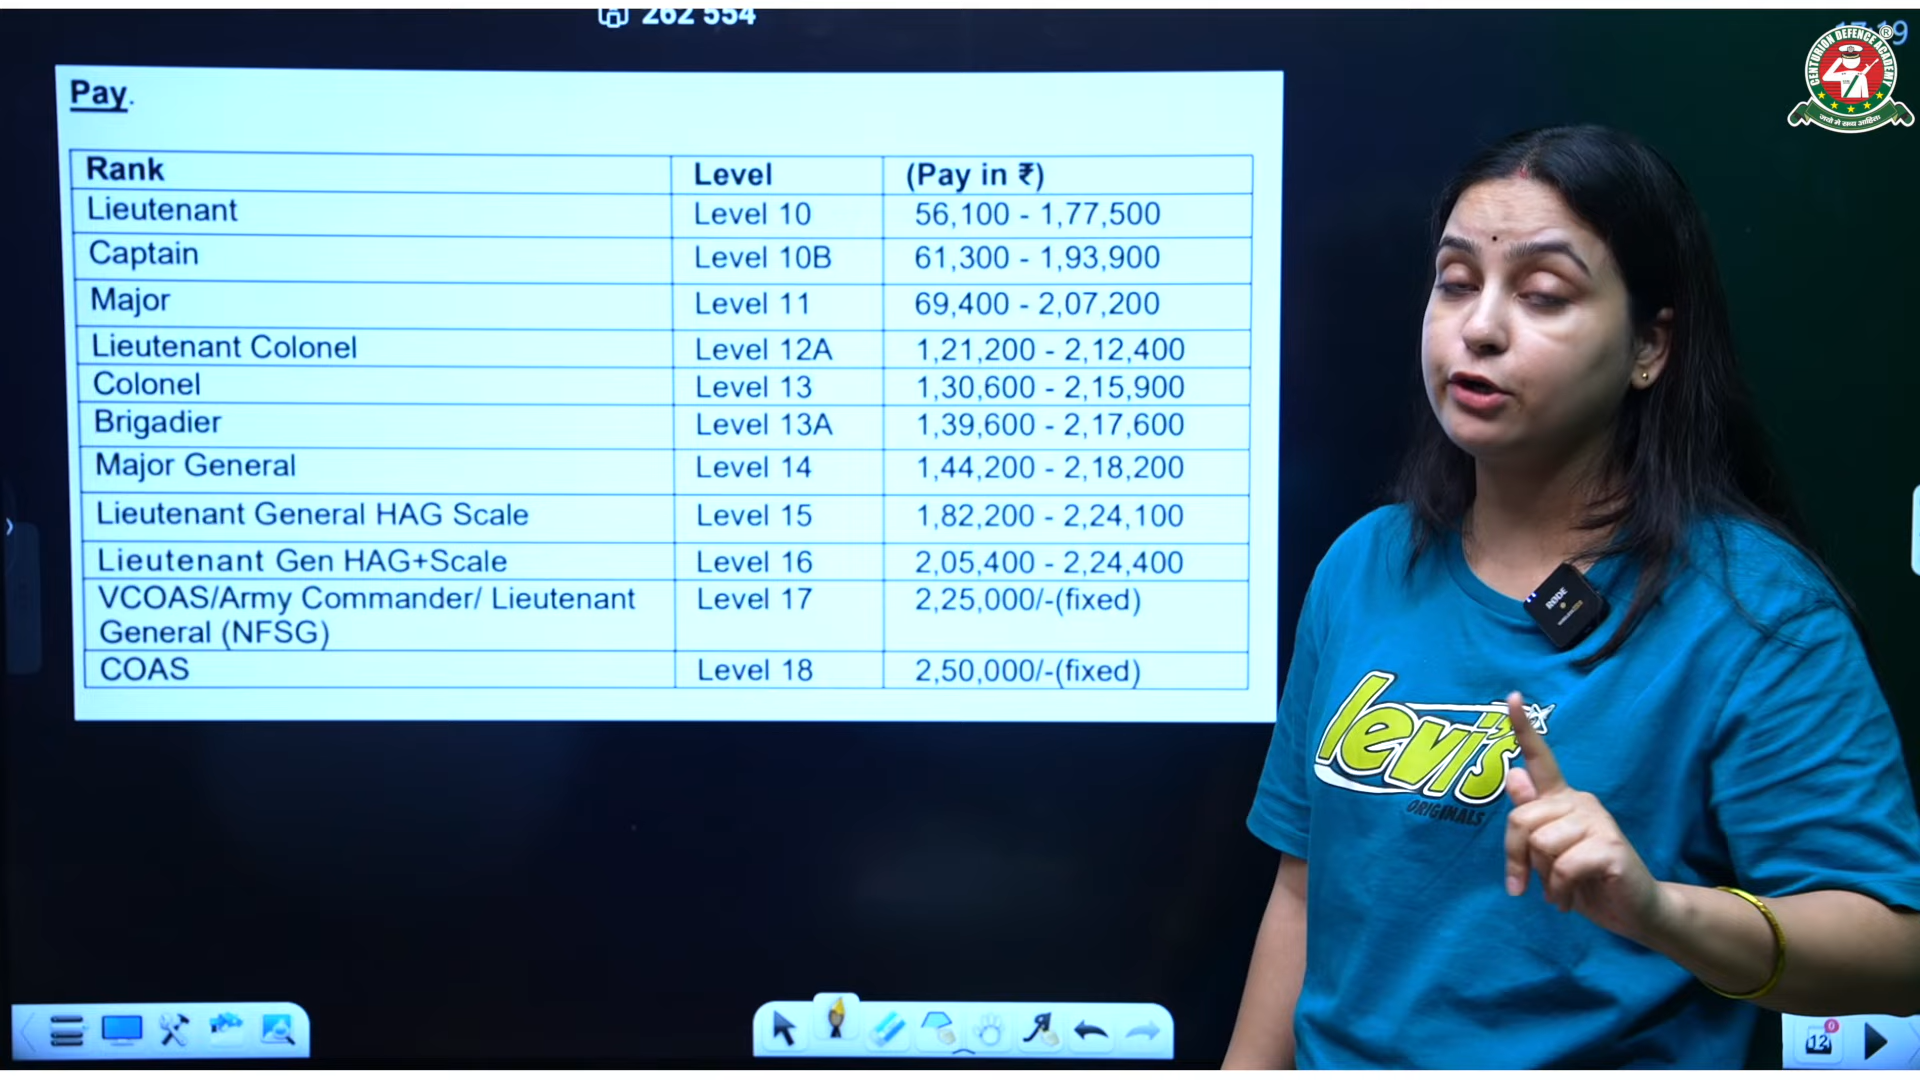 262 554
CENTURION DEFENCE ACADEMY
®
Pay.
Rank Level (Pay in ₹)
Lieutenant Level 10 56,100 - 1,77,500
Captain Level 10B 61,300 - 1,93,900
Major Level 11 69,400 - 2,07,200
Lieutenant Colonel Level 12A 1,21,200 - 2,12,400
Colonel Level 13 1,30,600 - 2,15,900
Brigadier Level 13A 1,39,600 - 2,17,600
Major General Level 14 1,44,200 - 2,18,200
Lieutenant General HAG Scale Level 15 1,82,200 - 2,24,100
Lieutenant Gen HAG+Scale Level 16 2,05,400 - 2,24,400
VCOAS/Army Commander/ Lieutenant Level 17 2,25,000/-(fixed)
General (NFSG)
COAS Level 18 2,50,000/-(fixed)
RØDE
levi's
ORIGINALS
0
12